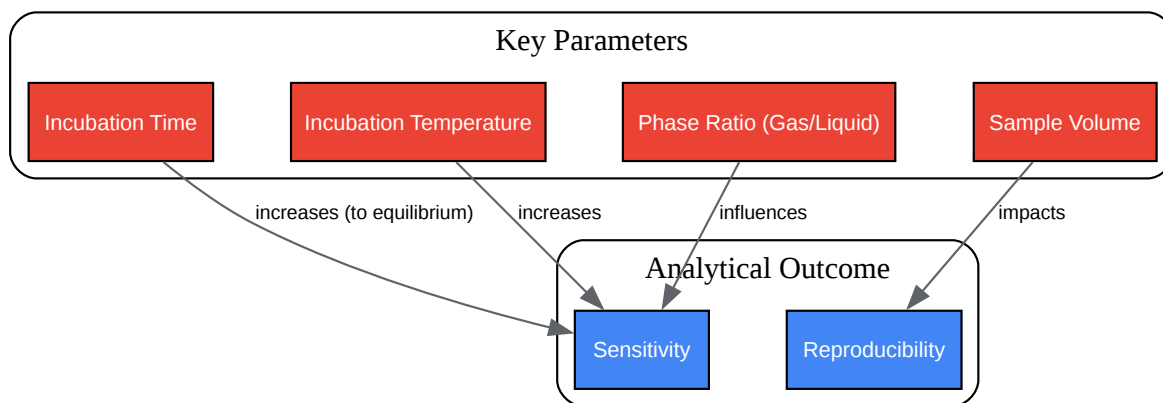 Key Parameters
Incubation Time
Incubation Temperature
Phase Ratio (Gas/Liquid)
Sample Volume
increases (to equilibrium)
increases
influences
impacts
Analytical Outcome
Sensitivity
Reproducibility